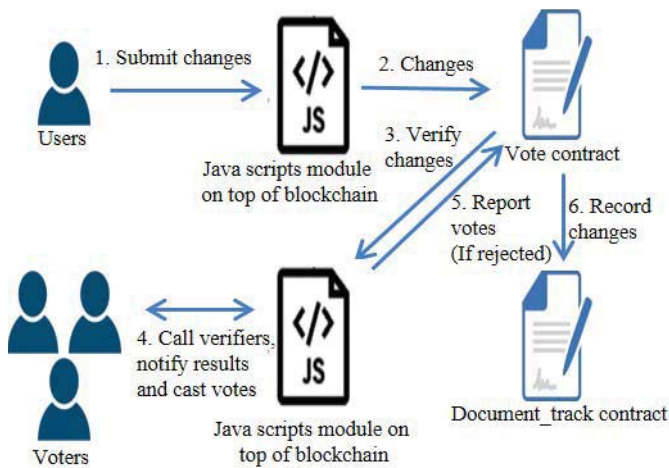 1. Submit changes
Users
</>
JS
Java scripts module
on top of blockchain
2. Changes
Vote contract
3. Verify
changes
5. Report
votes
(If rejected)
6. Record
changes
4. Call verifiers,
notify results
and cast votes
Voters
</>
JS
Java scripts module on
top of blockchain
Document_track contract